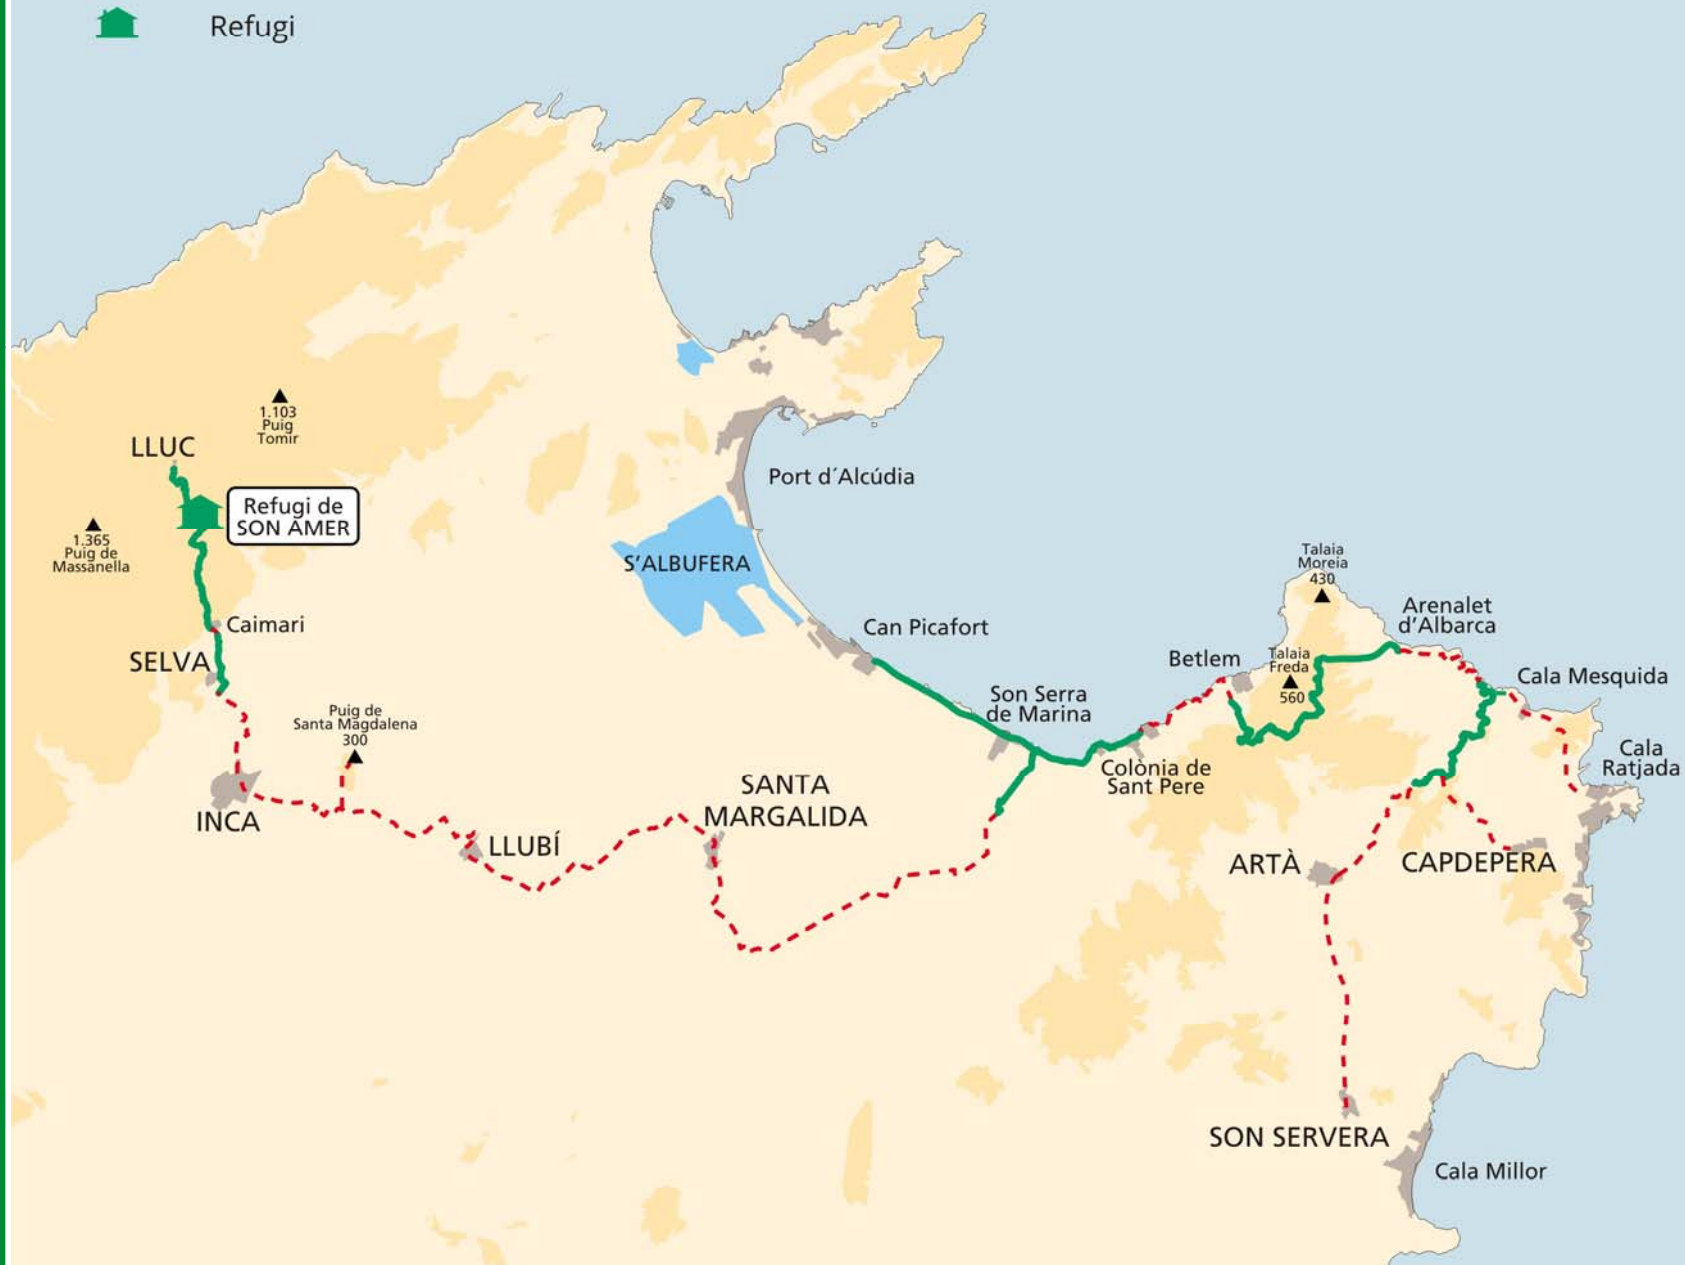 Refugi
1.103
Puig
Tomir
LLUC
Refugi de
SON AMER
1.365
Puig de
Massanella
Port d´Alcúdia
S'ALBUFERA
Talaia
Moreia
430
Caimari
Can Picafort
Arenalet
d'Albarca
SELVA
Betlem
Talaia
Freda
560
Cala Mesquida
Puig de
Santa Magdalena
300
Son Serra
de Marina
Cala
Ratjada
Colònia de
Sant Pere
SANTA
MARGALIDA
INCA
LLUBÍ
ARTÀ
CAPDEPERA
SON SERVERA
Cala Millor